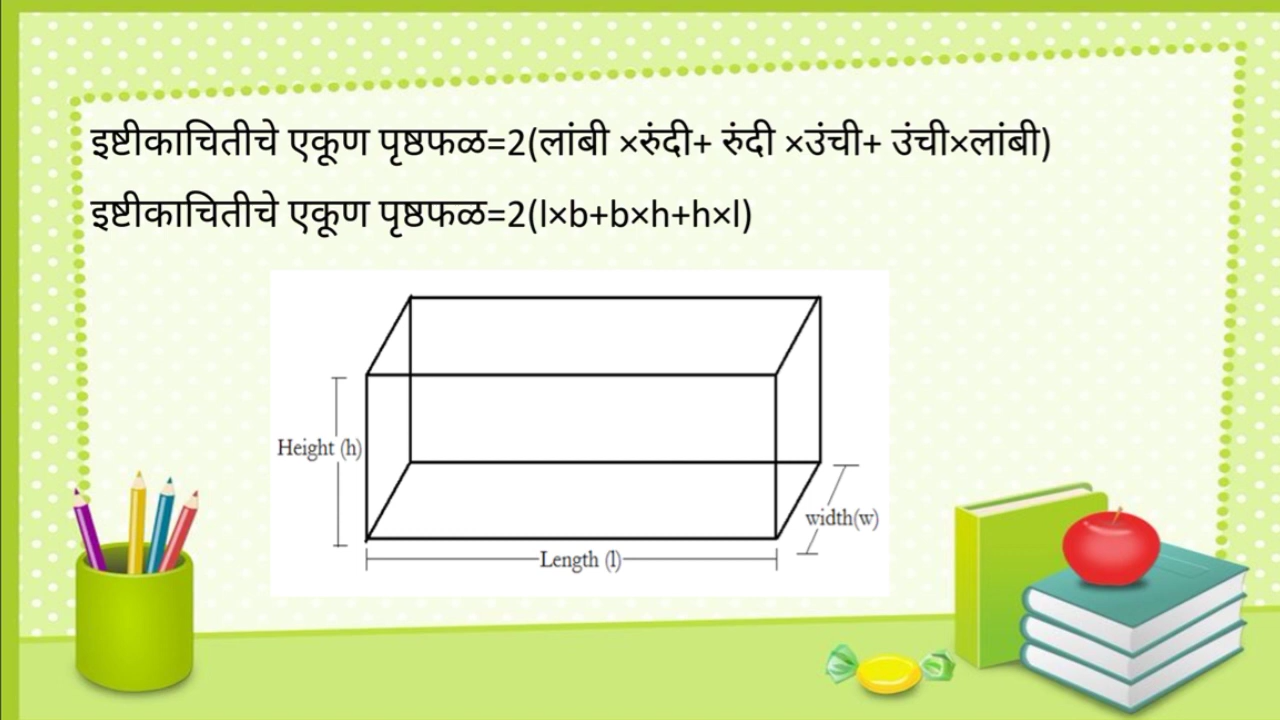 इष्टीकाचितीचे एकूण पृष्ठफळ=2(लांबी ×रुंदी+ रुंदी ×उंची+ उंची×लांबी)
इष्टीकाचितीचे एकूण पृष्ठफळ=2(l×b+b×h+h×l)
Height (h)
width(w)
Length (l)